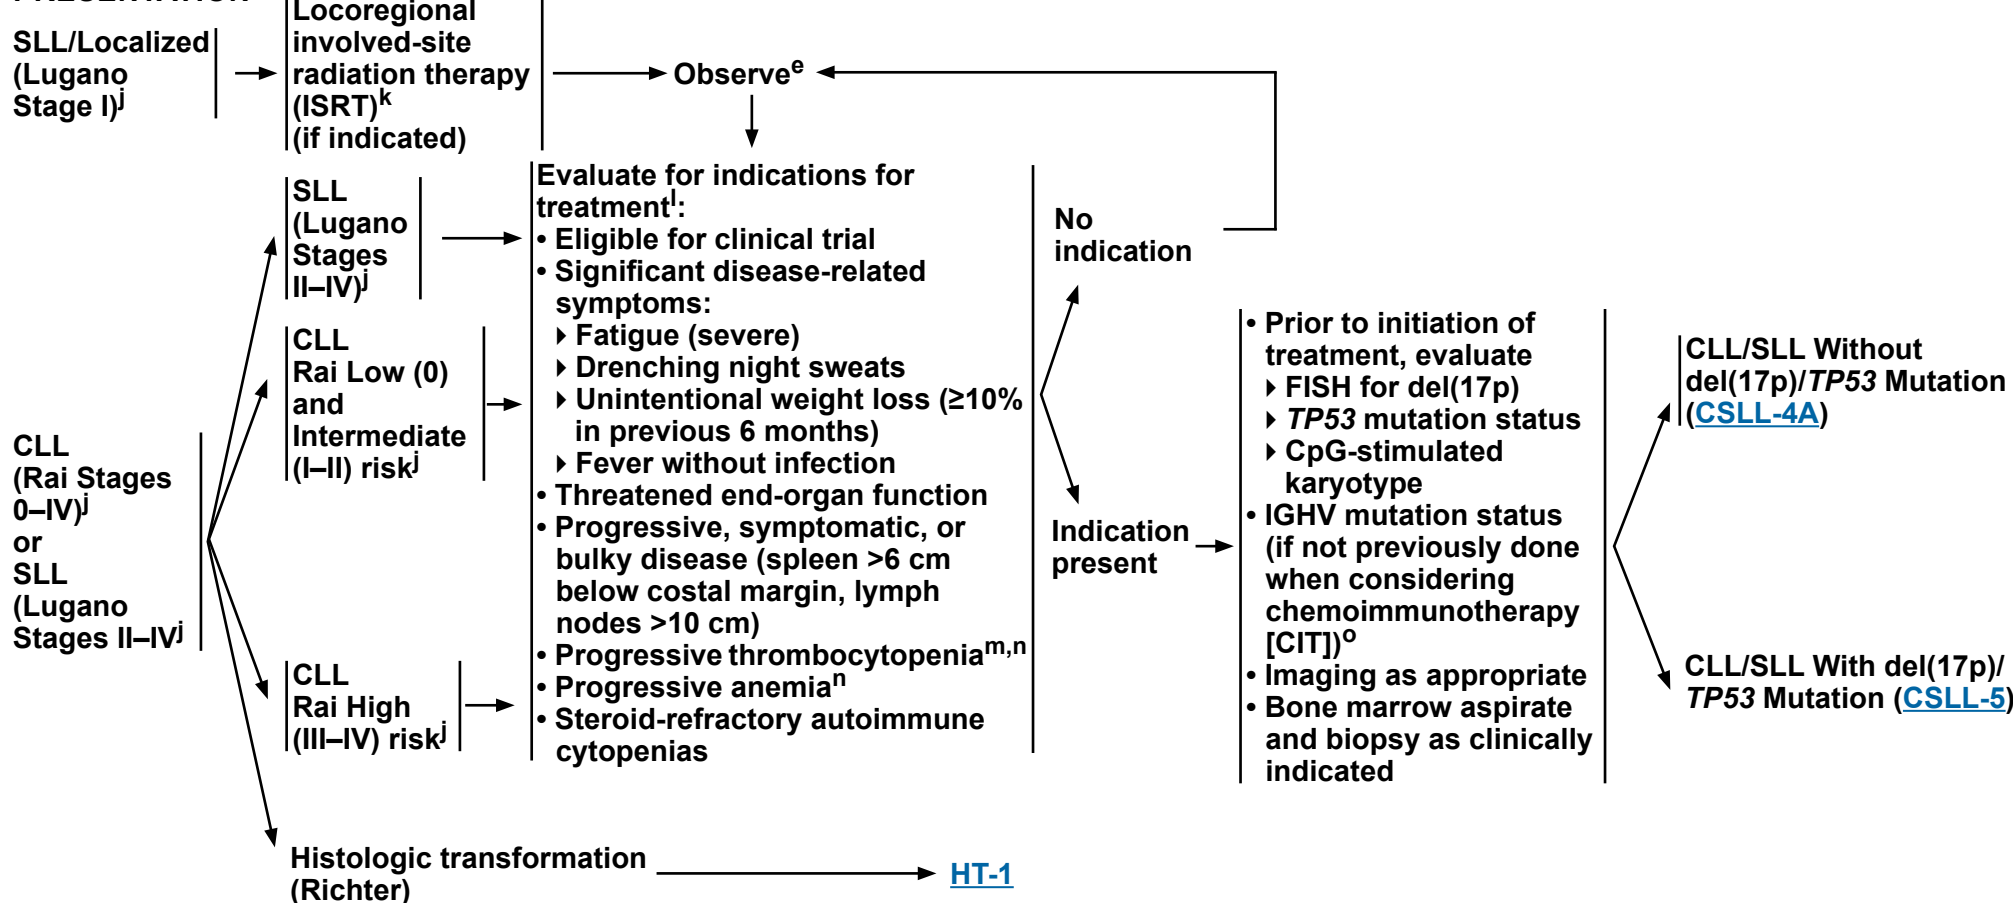 PRESENTATION
SLL/Localized
(Lugano
Stage I)j
Locoregional
involved-site
radiation therapy
(ISRT)k
(if indicated)
Observee
CLL
(Rai Stages
0–IV)j
or
SLL
(Lugano
Stages II–IVj
SLL
(Lugano
Stages
II–IV)j
CLL
Rai Low (0)
and
Intermediate
(I–II) riskj
CLL
Rai High
(III–IV) riskj
Histologic transformation
(Richter)
HT-1
Evaluate for indications for
treatmentl:
• Eligible for clinical trial
• Significant disease-related
symptoms:
‣ Fatigue (severe)
‣ Drenching night sweats
‣ Unintentional weight loss (≥10%
in previous 6 months)
‣ Fever without infection
• Threatened end-organ function
• Progressive, symptomatic, or
bulky disease (spleen >6 cm
below costal margin, lymph
nodes >10 cm)
• Progressive thrombocytopeniam,n
• Progressive anemian
• Steroid-refractory autoimmune
cytopenias
No
indication
Indication
present
• Prior to initiation of
treatment, evaluate
‣ FISH for del(17p)
‣ TP53 mutation status
‣ CpG-stimulated
karyotype
• IGHV mutation status
(if not previously done
when considering
chemoimmunotherapy
[CIT])o
• Imaging as appropriate
• Bone marrow aspirate
and biopsy as clinically
indicated
CLL/SLL Without
del(17p)/TP53 Mutation
(CSLL-4A)
CLL/SLL With del(17p)/
TP53 Mutation (CSLL-5)